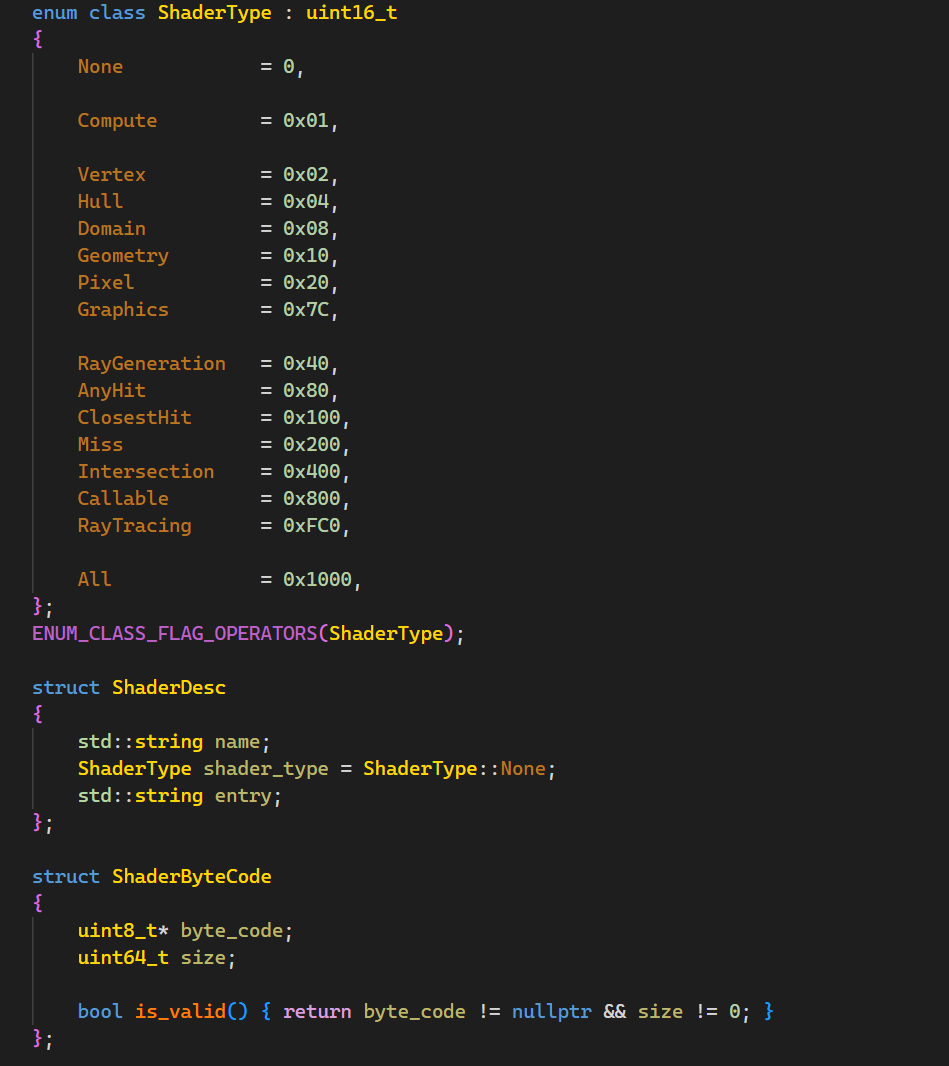 enum class ShaderType : uint16_t
{
    None            = 0,
    Compute         = 0x01,
    Vertex          = 0x02,
    Hull            = 0x04,
    Domain          = 0x08,
    Geometry        = 0x10,
    Pixel           = 0x20,
    Graphics        = 0x7C,
    RayGeneration   = 0x40,
    AnyHit          = 0x80,
    ClosestHit      = 0x100,
    Miss            = 0x200,
    Intersection    = 0x400,
    Callable        = 0x800,
    RayTracing      = 0xFC0,
    All             = 0x1000,
};
ENUM_CLASS_FLAG_OPERATORS(ShaderType);
struct ShaderDesc
{
    std::string name;
    ShaderType shader_type = ShaderType::None;
    std::string entry;
};
struct ShaderByteCode
{
    uint8_t* byte_code;
    uint64_t size;
    bool is_valid() { return byte_code != nullptr && size != 0; }
};